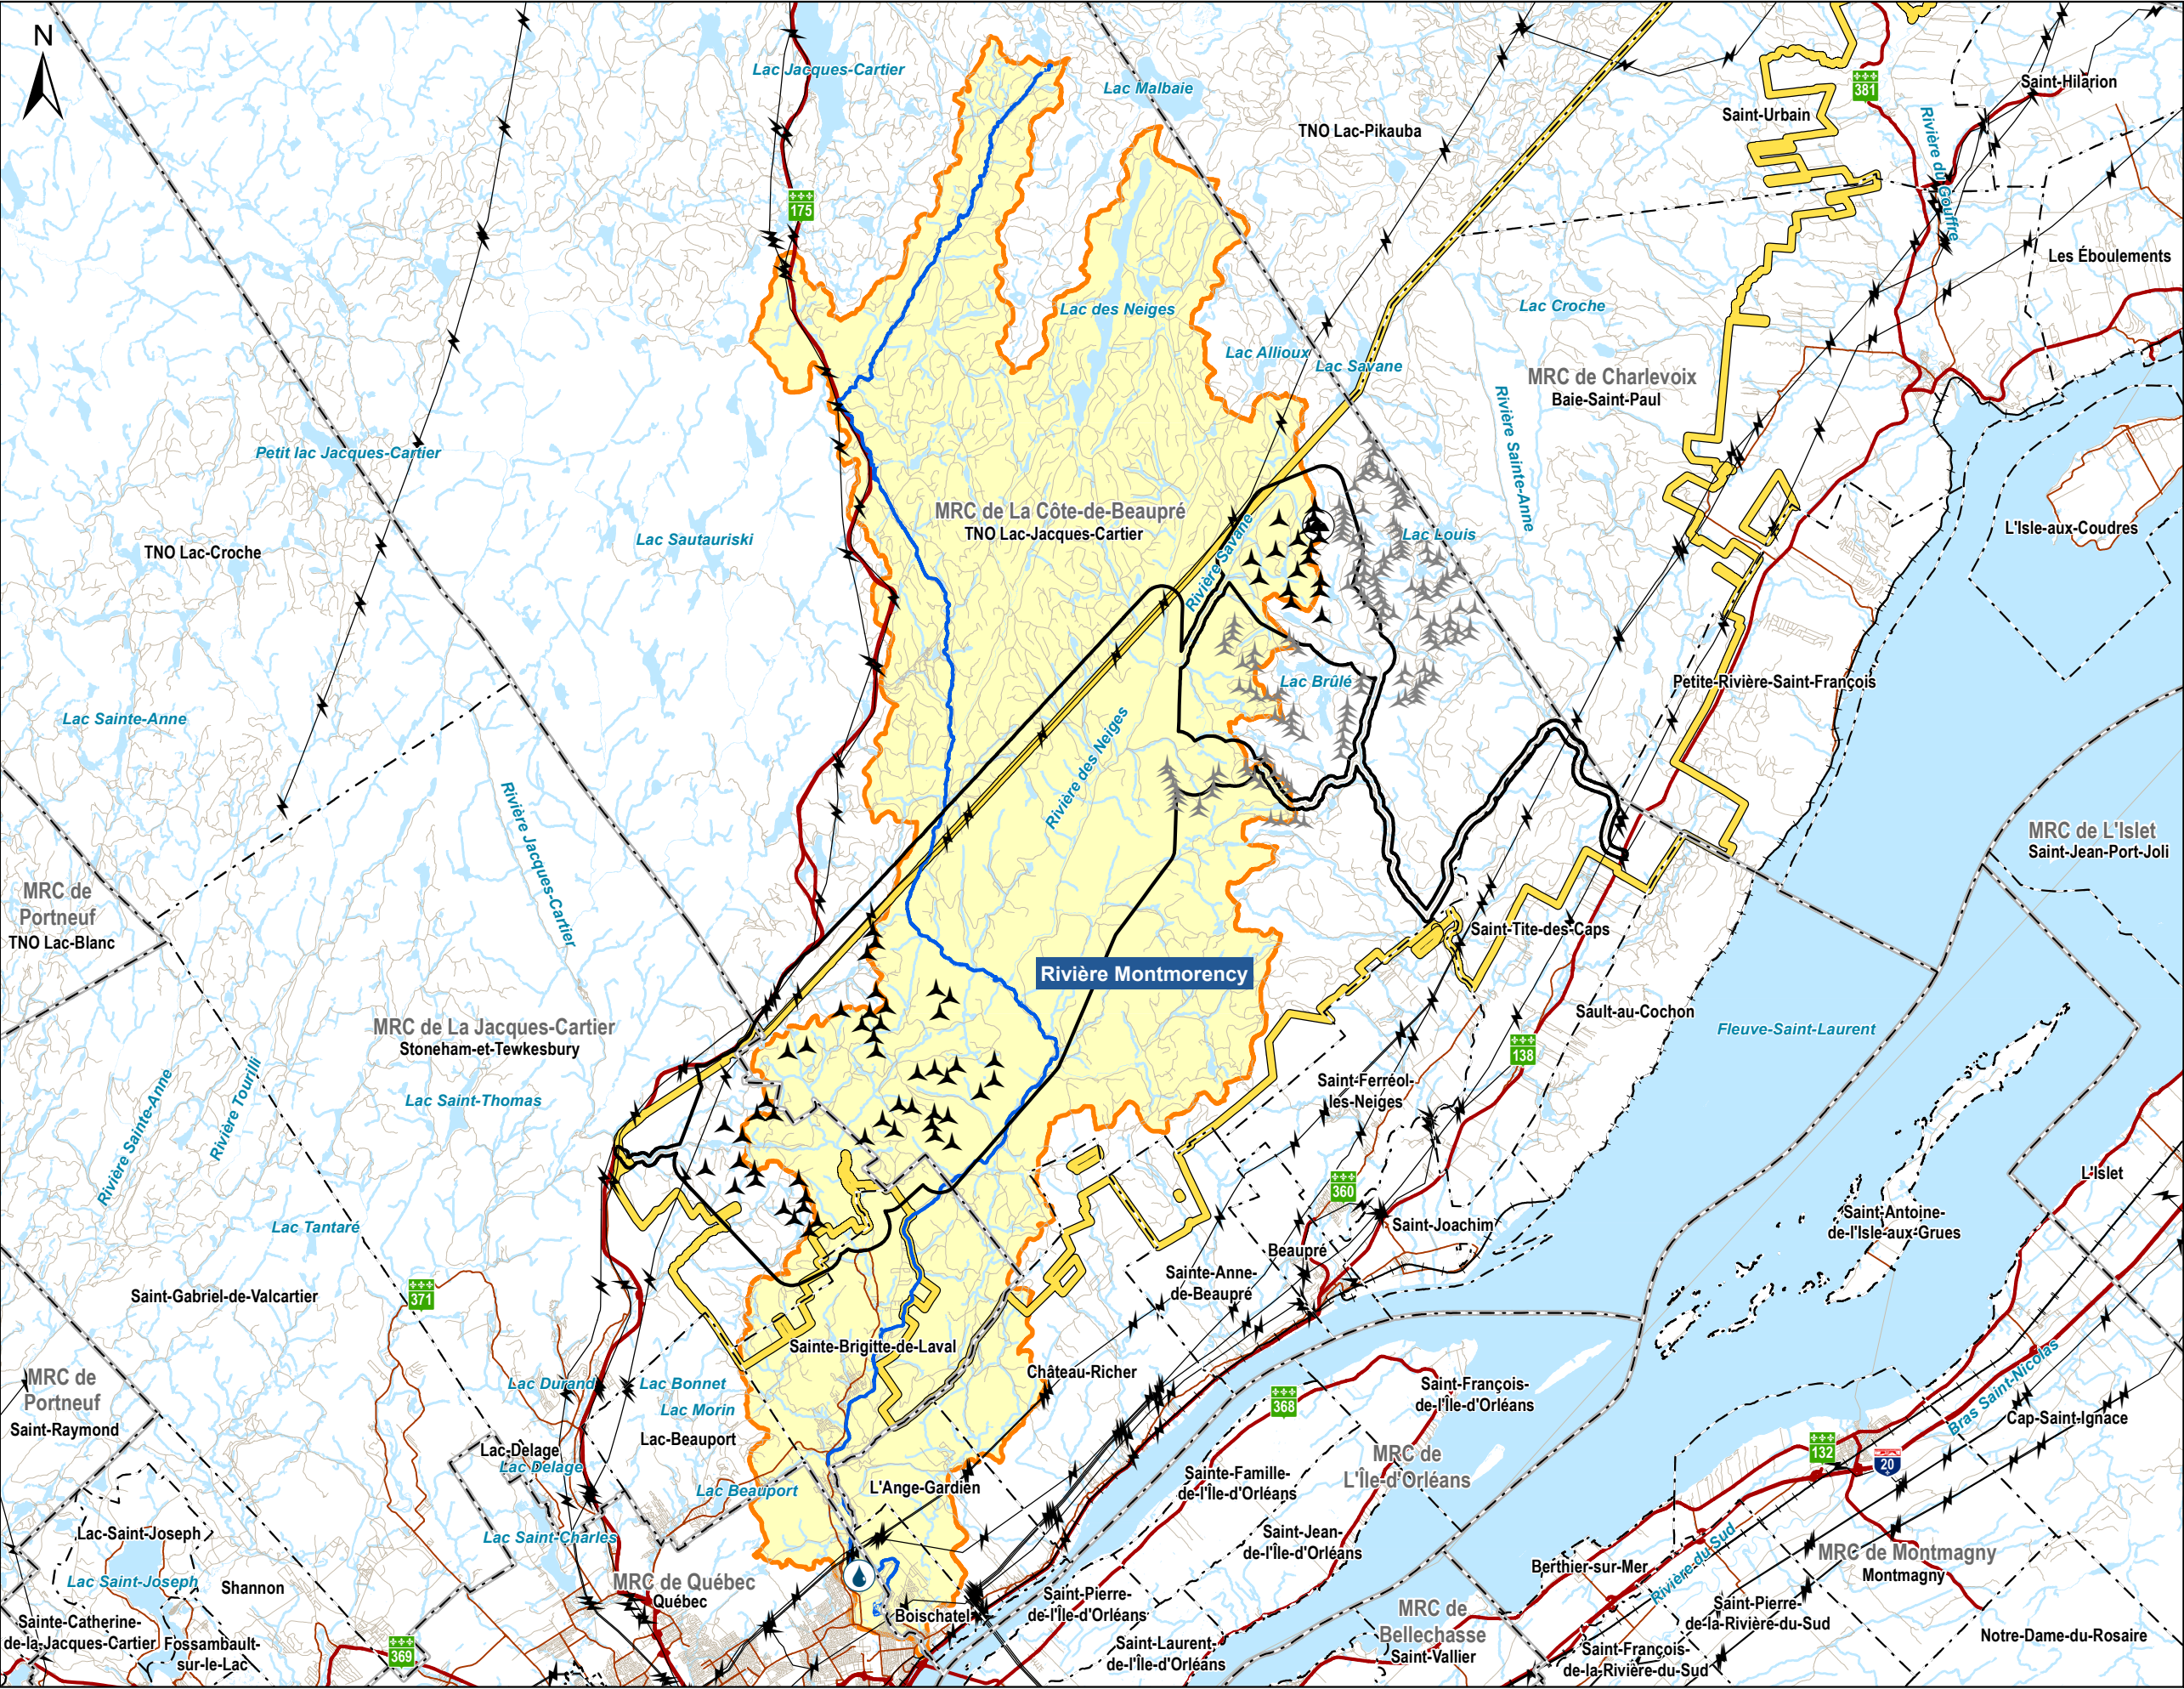 N
Lac Jacques-Cartier
Lac Malbaie
TNO Lac-Pikauba
381
Saint-Hilarion
Saint-Urbain
Rivière du Gouffre
175
Les Éboulements
Lac des Neiges
Lac Croche
Lac Allioux
Lac Savane
MRC de Charlevoix
Baie-Saint-Paul
Rivière Sainte-Anne
Petit lac Jacques-Cartier
MRC de La Côte-de-Beaupré
TNO Lac-Jacques-Cartier
Lac Sautauriski
TNO Lac-Croche
Rivière Savane
Lac Louis
L'Isle-aux-Coudres
Lac Brûlé
Petite-Rivière-Saint-François
Lac Sainte-Anne
Rivière des Neiges
Rivière Jacques-Cartier
MRC de L'Islet
Saint-Jean-Port-Joli
MRC de
Portneuf
TNO Lac-Blanc
Saint-Tite-des-Caps
Rivière Montmorency
Sault-au-Cochon
Fleuve-Saint-Laurent
MRC de La Jacques-Cartier
Stoneham-et-Tewkesbury
138
Lac Saint-Thomas
Saint-Ferréol-
les-Neiges
Rivière Sainte-Anne
Rivière Tourilli
360
L'Islet
Lac Tantaré
Saint-Joachim
Saint-Antoine-
de-l'Isle-aux-Grues
Beaupré
Sainte-Anne-
de-Beaupré
Saint-Gabriel-de-Valcartier
371
Sainte-Brigitte-de-Laval
Château-Richer
MRC de
Portneuf
Saint-Raymond
Lac Durand
Lac Bonnet
Lac Morin
Lac-Beauport
368
Saint-François-
de-l'Île-d'Orléans
Bras Saint-Nicolas
Cap-Saint-Ignace
132
20
Lac-Delage
Lac Delage
Lac Beauport
L'Ange-Gardien
Sainte-Famille-
de-l'Île-d'Orléans
MRC de
L'Île-d'Orléans
Lac-Saint-Joseph
Lac Saint-Charles
Saint-Jean-
de-l'Île-d'Orléans
Rivière du Sud
Berthier-sur-Mer
MRC de Montmagny
Montmagny
Lac Saint-Joseph
Shannon
MRC de Québec
Québec
Saint-Pierre-
de-l'Île-d'Orléans
Boischatel
MRC de
Bellechasse
Saint-Vallier
Saint-Pierre-
de-la-Rivière-du-Sud
Sainte-Catherine-
de-la-Jacques-Cartier
Fossambault-
sur-le-Lac
369
Saint-Laurent-
de-l'Île-d'Orléans
Saint-François-
de-la-Rivière-du-Sud
Notre-Dame-du-Rosaire